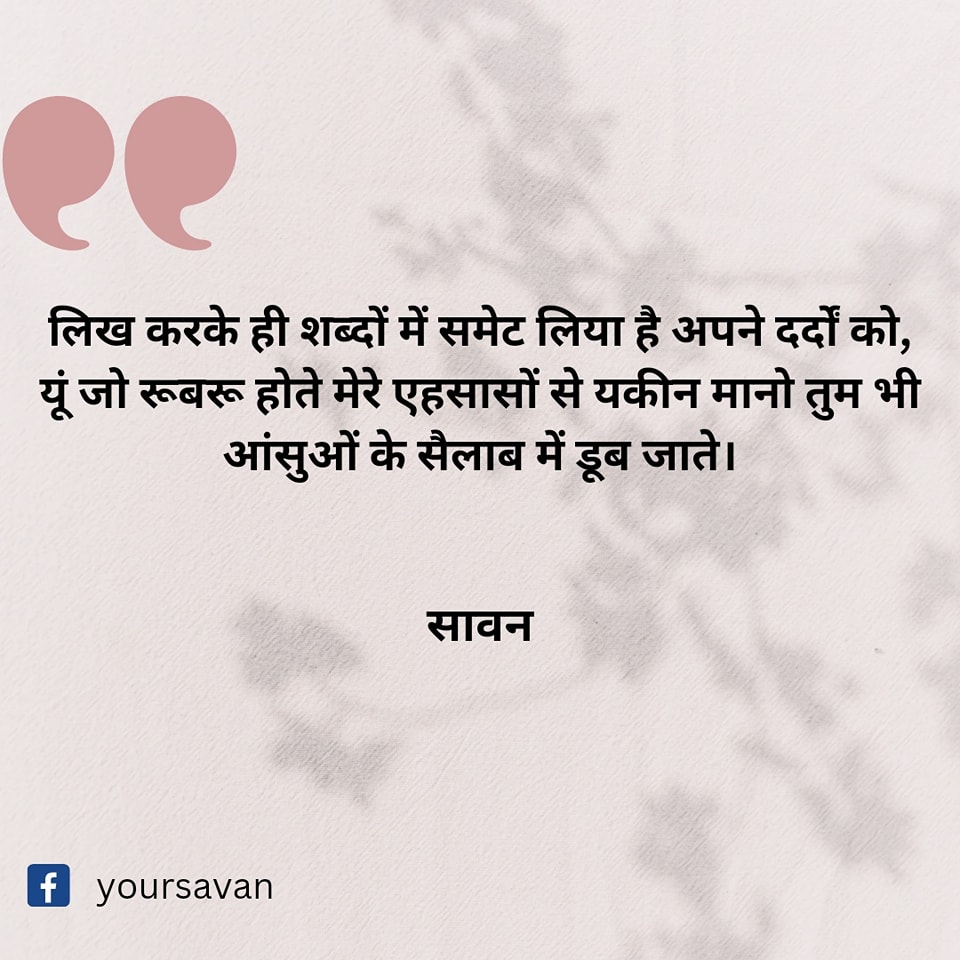 लिख करके ही शब्दों में समेट लिया है अपने दर्दों को,
यूं जो रूबरू होते मेरे एहसासों से यकीन मानो तुम भी
आंसुओं के सैलाब में डूब जाते।
सावन
yoursavan